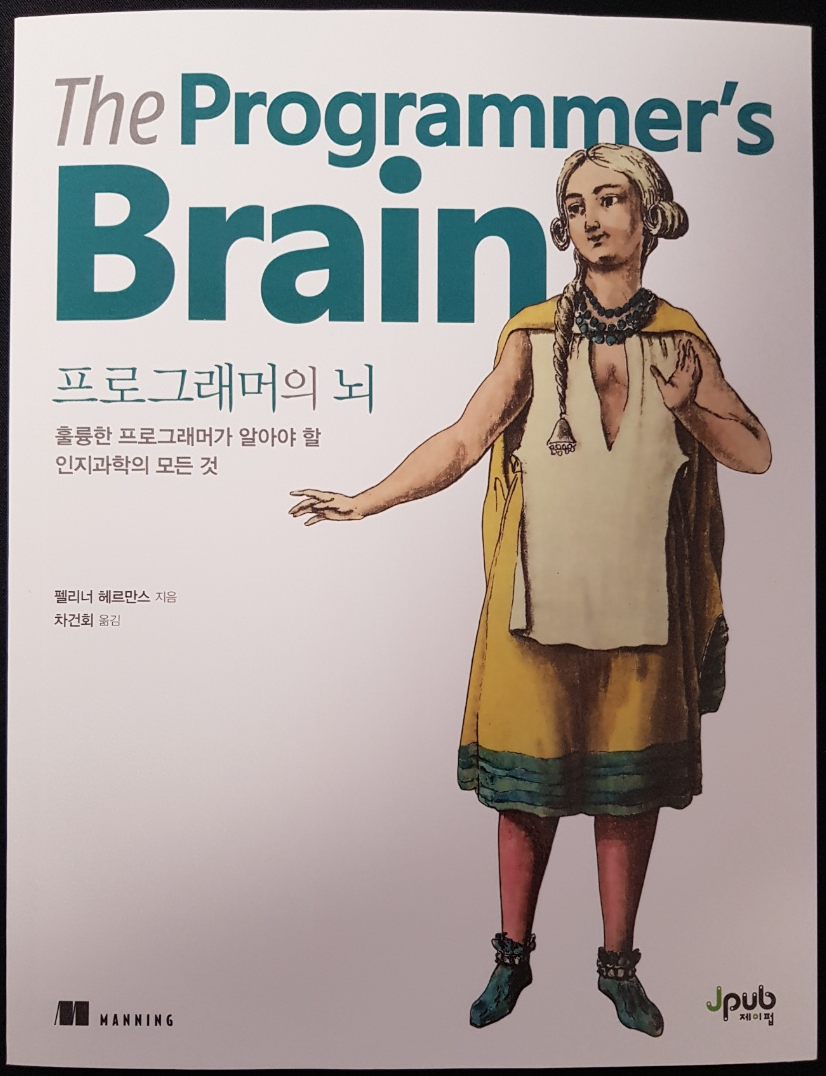 The Programmer's
Brain
프로그래머의 뇌
훌륭한 프로그래머가 알아야 할
인지과학의 모든 것
펠리너 헤르만스 지음
차건회 옮김
MANNING
Jpub
제이펍